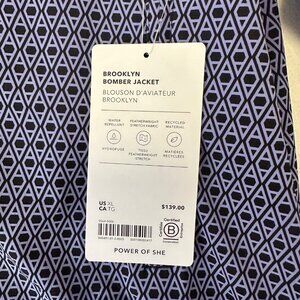 BROOKLYN
BOMBER JACKET
BLOUSON D'AVIATEUR
BROOKLYN
WATER REPELLENT
FEATHERWEIGHT STRETCH FABRIC
RECYCLED MATERIAL
HYDROFUGE
TISSU FEATHERWEIGHT STRETCH
MATIÈRES RECYCLÉES
US XL
CA TG
$139.00
Certified
B
Corporation
POWER OF SHE